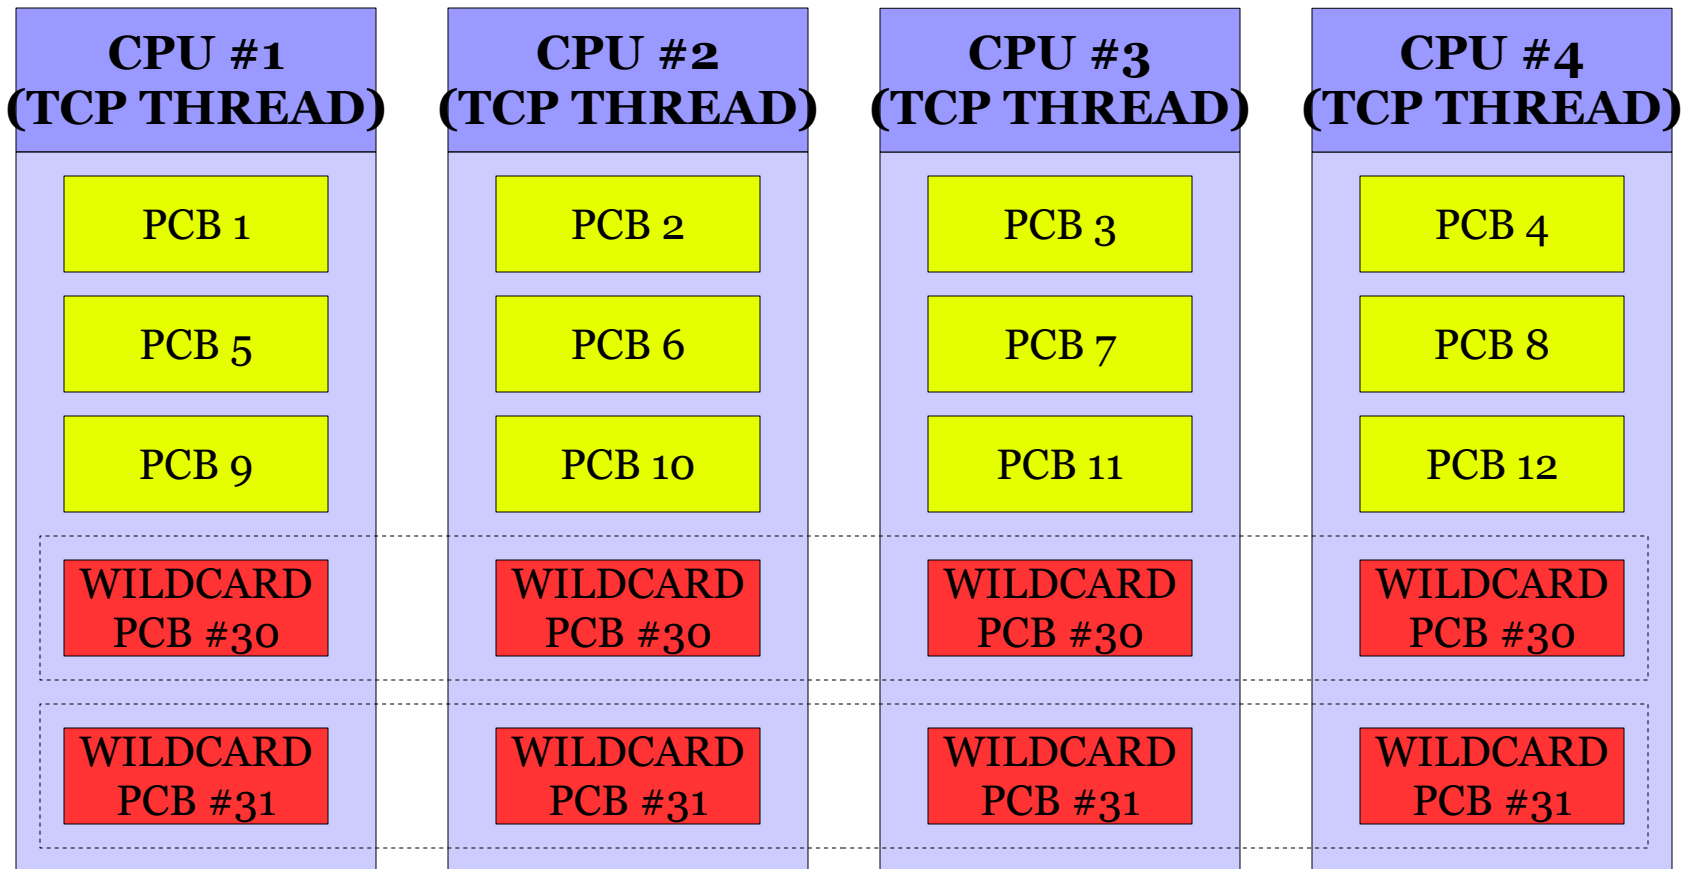 CPU #1
(TCP THREAD)
CPU #2
(TCP THREAD)
CPU #3
(TCP THREAD)
CPU #4
(TCP THREAD)
PCB 1
PCB 2
PCB 3
PCB 4
PCB 5
PCB 6
PCB 7
PCB 8
PCB 9
PCB 10
PCB 11
PCB 12
WILDCARD
PCB #30
WILDCARD
PCB #30
WILDCARD
PCB #30
WILDCARD
PCB #30
WILDCARD
PCB #31
WILDCARD
PCB #31
WILDCARD
PCB #31
WILDCARD
PCB #31